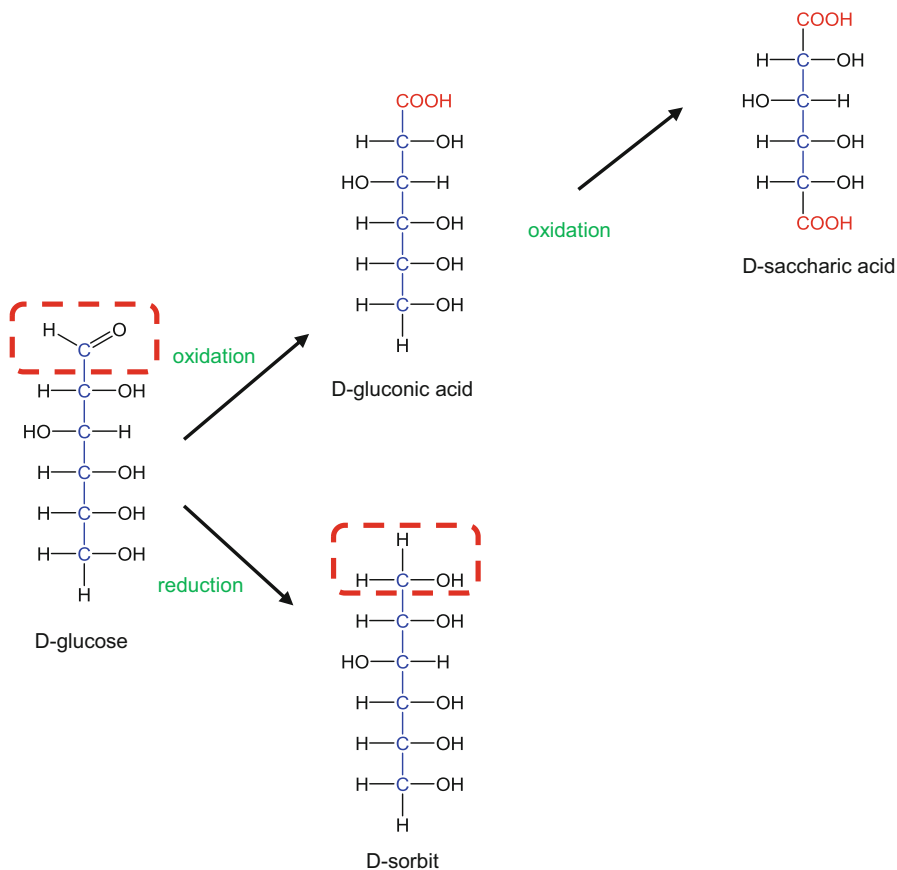 COOH
H C OH
HO C H
H C OH
H C OH
COOH
D-saccharic acid
COOH
H C OH
HO C H
H C OH
H C OH
H C OH
H
D-gluconic acid
oxidation
H O
C
H C OH
HO C H
H C OH
H C OH
H C OH
H
D-glucose
oxidation
reduction
H
H C OH
H C OH
HO C H
H C OH
H C OH
H C OH
H
D-sorbit